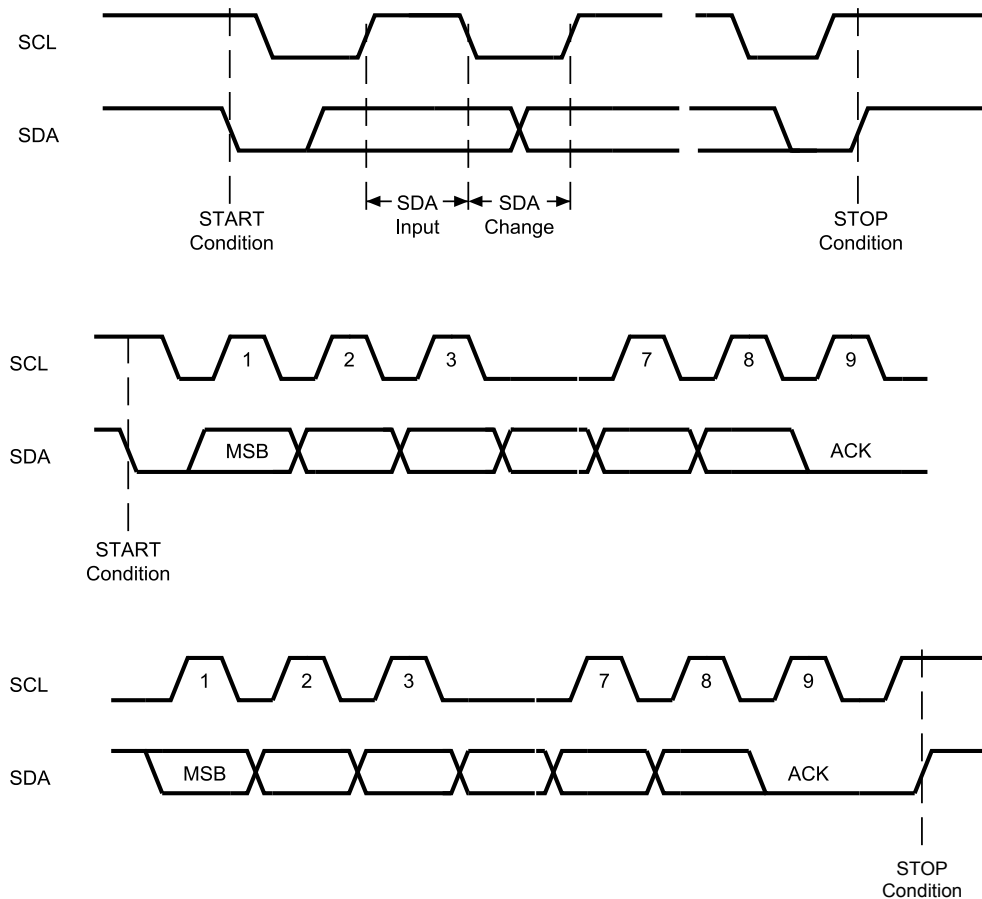 SCL
SDA
SDA
Input
SDA
Change
START
Condition
STOP
Condition
SCL
1
2
3
7
8
9
SDA
MSB
ACK
START
Condition
SCL
1
2
3
7
8
9
SDA
MSB
ACK
STOP
Condition